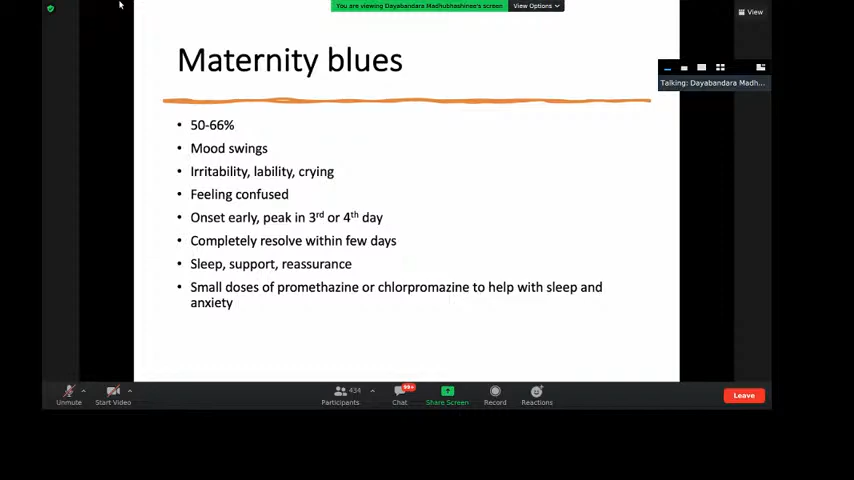 You are viewing Dayabandara Madhubhashinee's screen
View Options
View
Maternity blues
Talking: Dayabandara Madh...
• 50-66%
• Mood swings
• Irritability, lability, crying
• Feeling confused
• Onset early, peak in 3rd or 4th day
• Completely resolve within few days
• Sleep, support, reassurance
• Small doses of promethazine or chlorpromazine to help with sleep and
anxiety
434
99+
Unmute
Start Video
Participants
Chat
Share Screen
Record
Reactions
Leave